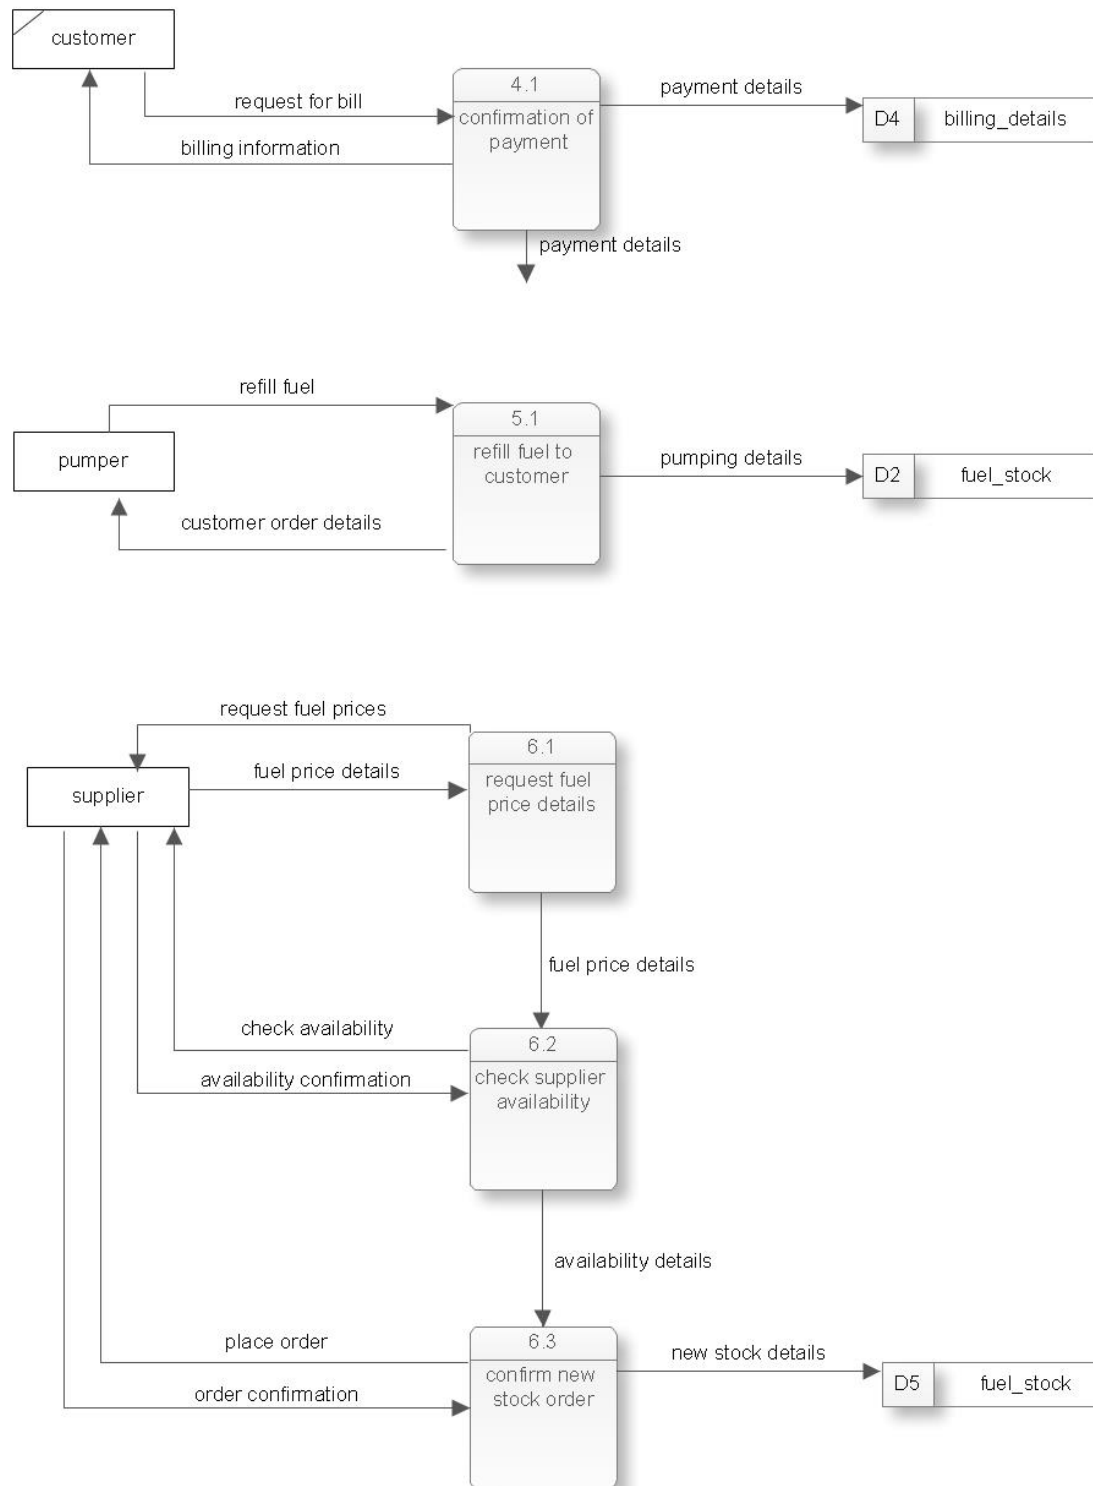 customer
request for bill
billing information
4.1
confirmation of
payment
payment details
D4
billing_details
payment details
refill fuel
pumper
customer order details
5.1
refill fuel to
customer
pumping details
D2
fuel_stock
request fuel prices
supplier
fuel price details
6.1
request fuel
price details
fuel price details
check availability
availability confirmation
6.2
check supplier
availability
availability details
place order
order confirmation
6.3
confirm new
stock order
new stock details
D5
fuel_stock